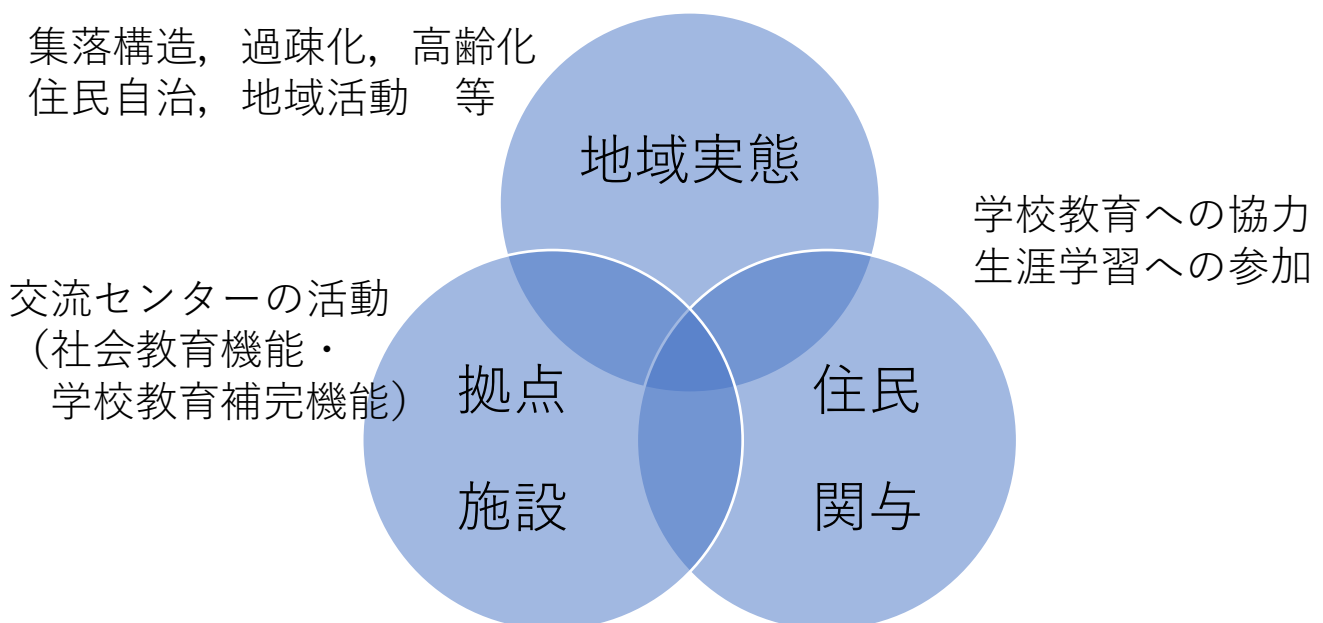 集落構造，過疎化，高齢化
住民自治，地域活動　等
地域実態
学校教育への協力
生涯学習への参加
交流センターの活動
（社会教育機能・
学校教育補完機能）
拠点
施設
住民
関与